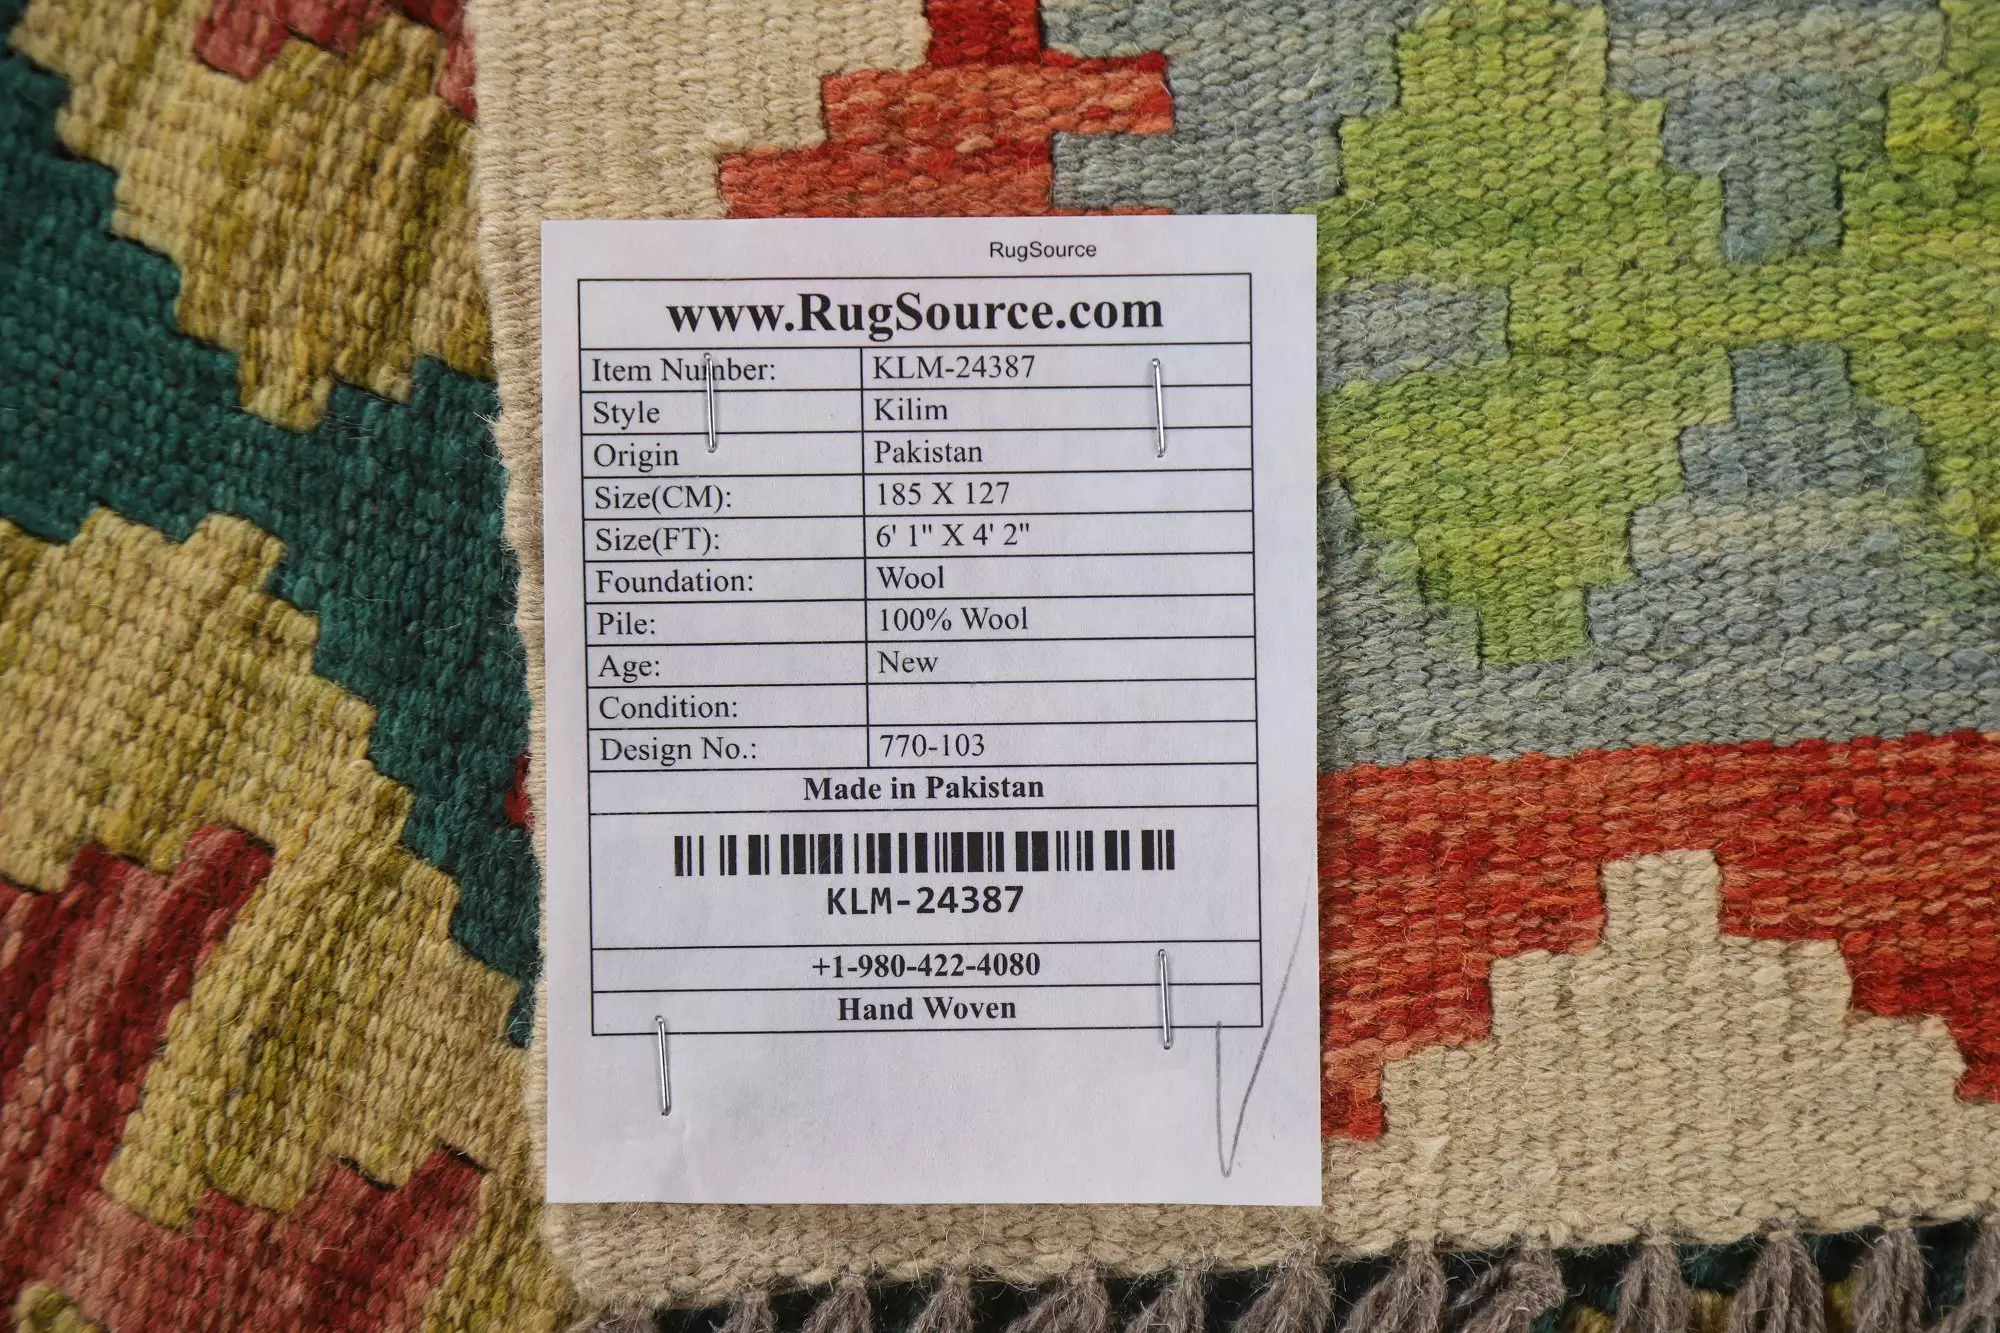 RugSource
www.RugSource.com
Item Number: KLM-24387
Style Kilim
Origin Pakistan
Size(CM): 185 X 127
Size(FT): 6' 1" X 4' 2"
Foundation: Wool
Pile: 100% Wool
Age: New
Condition:
Design No.: 770-103
Made in Pakistan
KLM-24387
+1-980-422-4080
Hand Woven